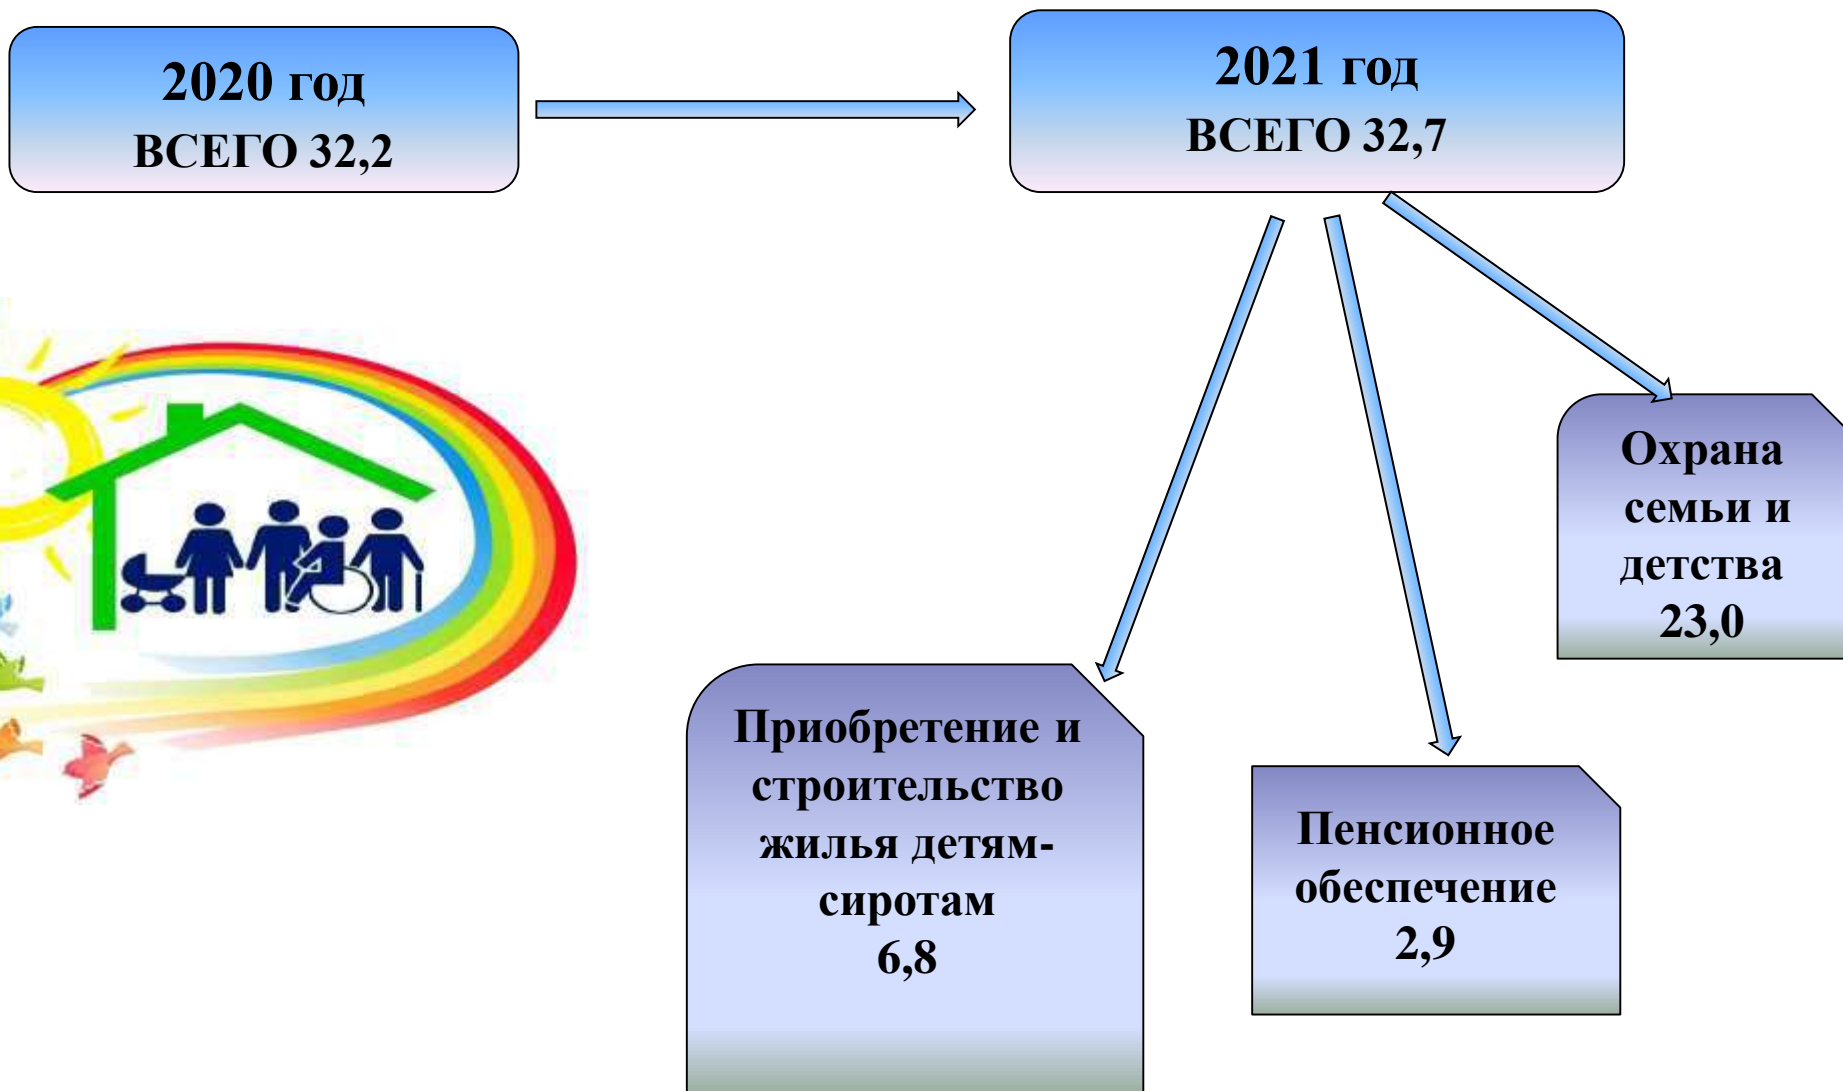 2020 год
ВСЕГО 32,2
2021 год
ВСЕГО 32,7
Охрана
семьи и
детства
23,0
Приобретение и
строительство
жилья детям-
сиротам
6,8
Пенсионное
обеспечение
2,9